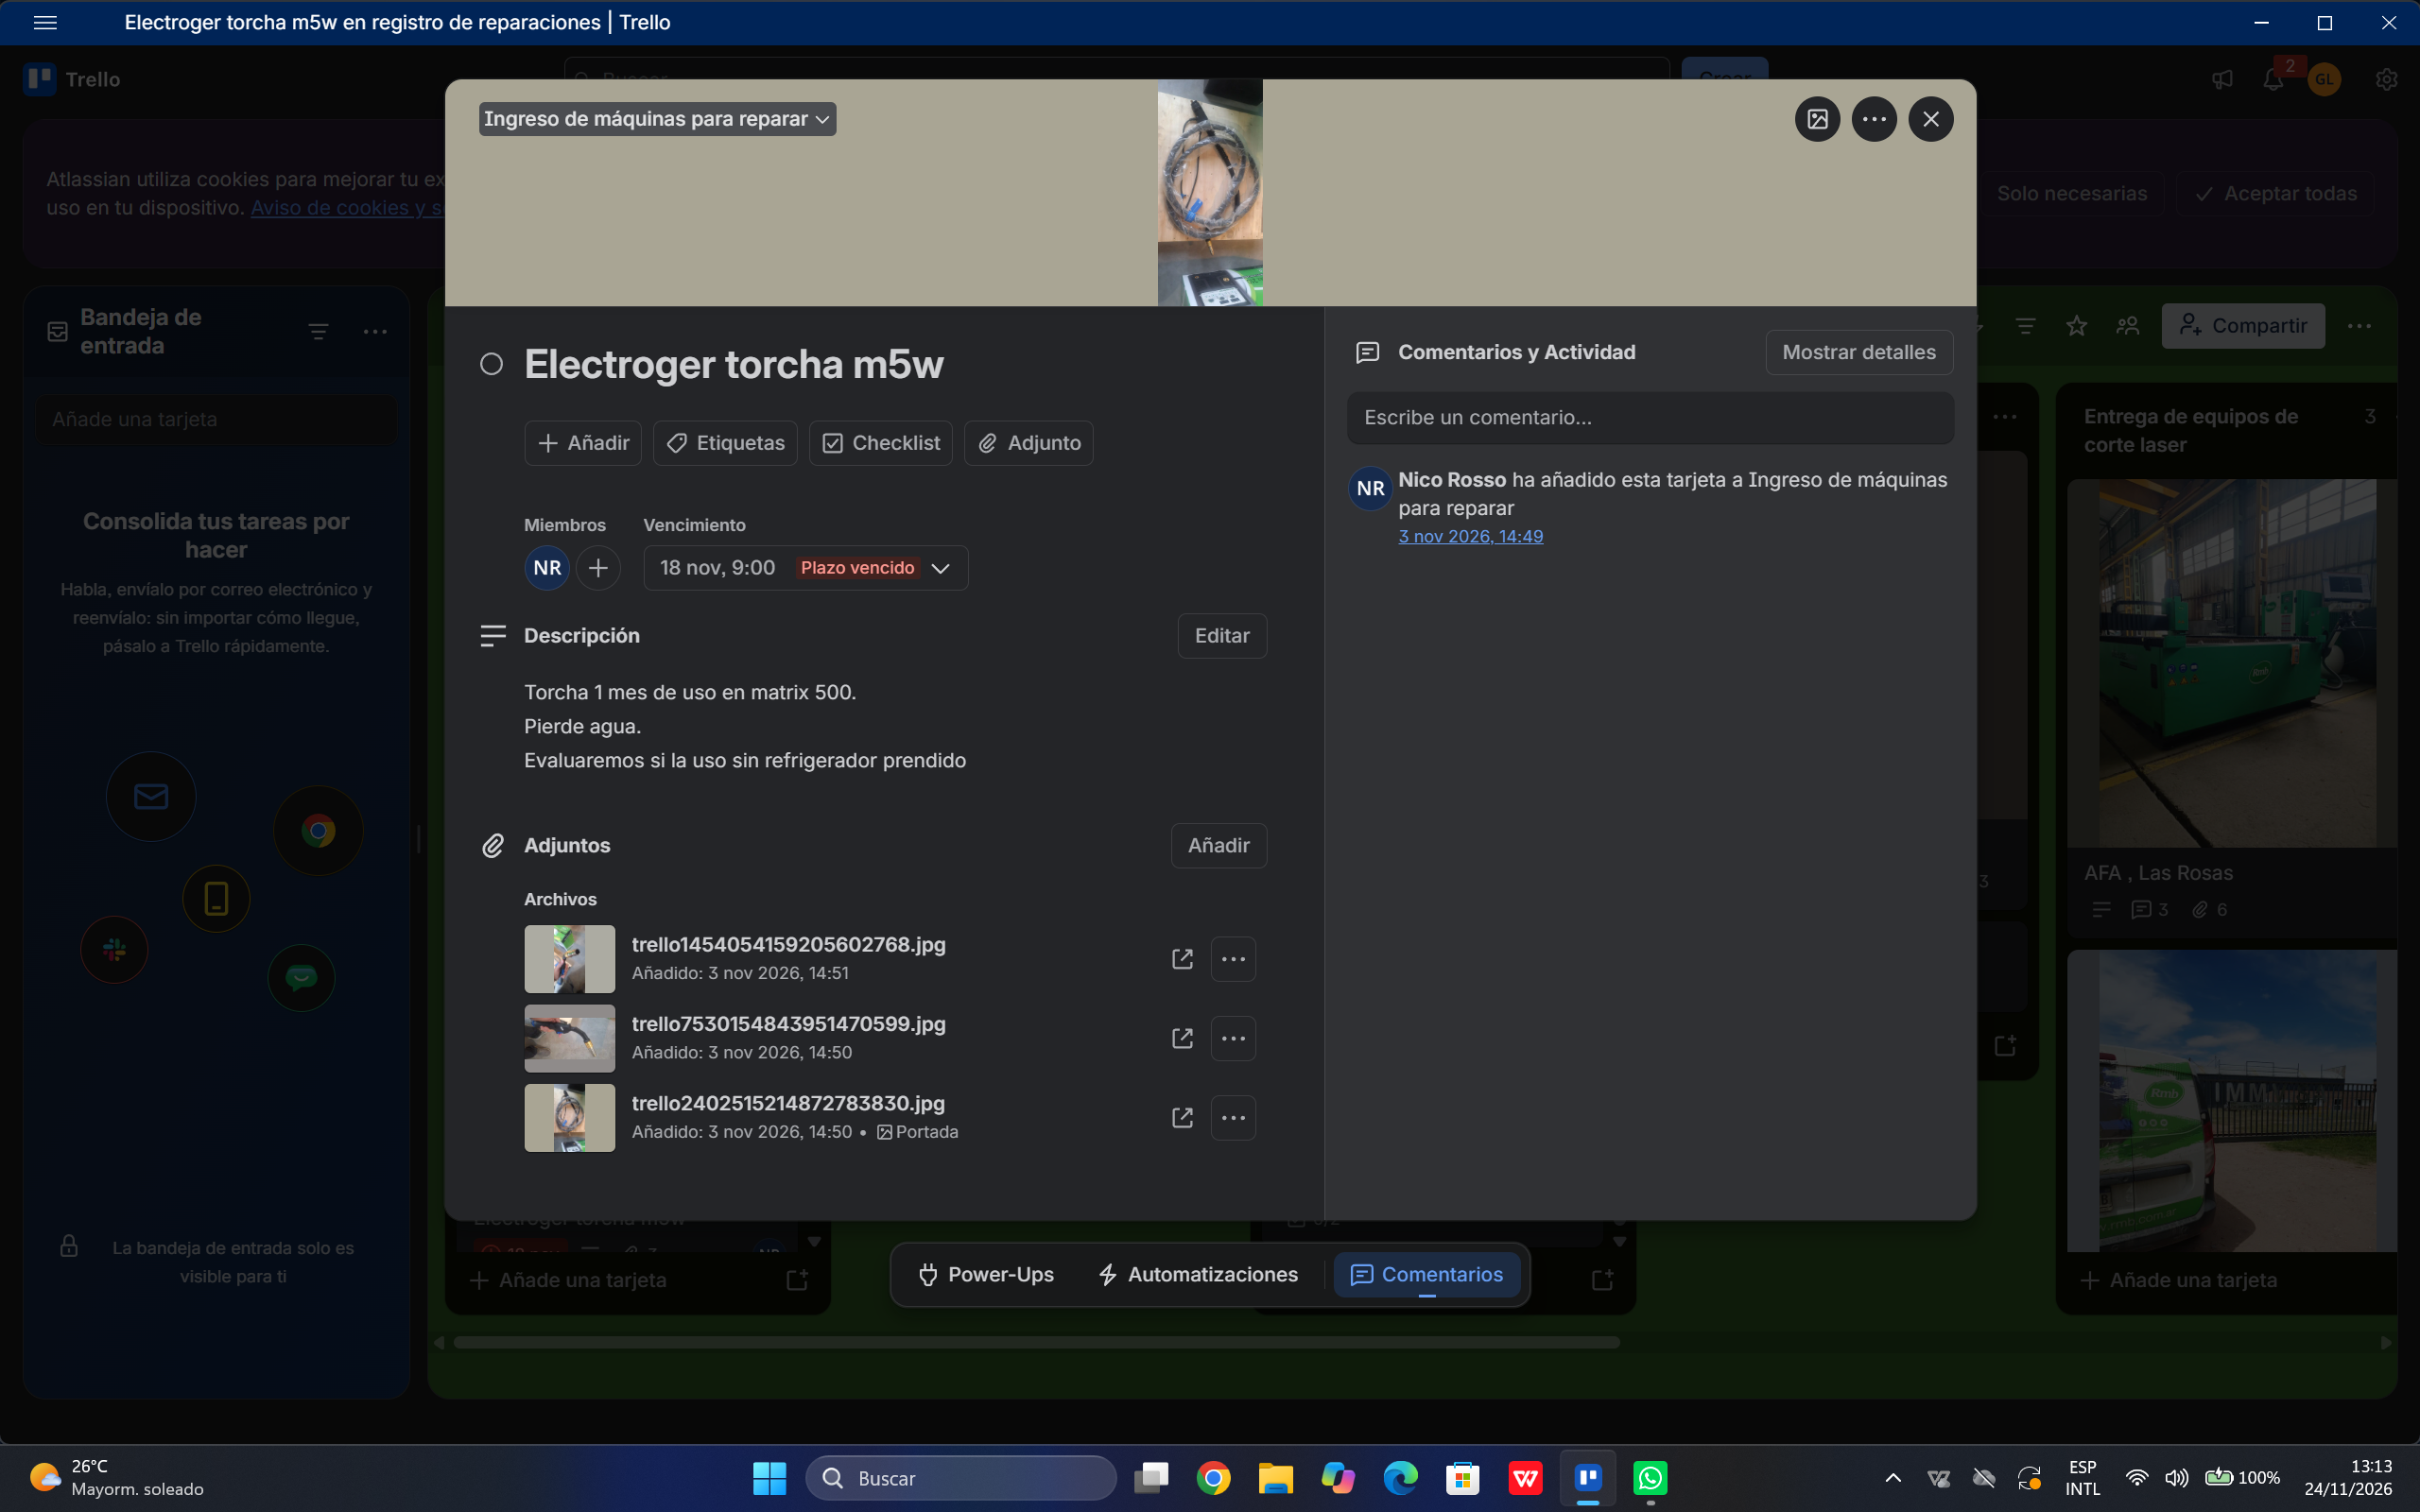 Electroger torcha m5w en registro de reparaciones | Trello
Trello
Buscar
Crear
2
GL
Ingreso de máquinas para reparar
Atlassian utiliza cookies para mejorar tu ex
uso en tu dispositivo. Aviso de cookies y s
Solo necesarias
Aceptar todas
Bandeja de
entrada
Añade una tarjeta
Consolida tus tareas por
hacer
Habla, envíalo por correo electrónico y
reenvíalo: sin importar cómo llegue,
pásalo a Trello rápidamente.
La bandeja de entrada solo es
visible para ti
Electroger torcha m5w
Añadir
Etiquetas
Checklist
Adjunto
Miembros
Vencimiento
NR
18 nov, 9:00
Plazo vencido
Descripción
Editar
Torcha 1 mes de uso en matrix 500.
Pierde agua.
Evaluaremos si la uso sin refrigerador prendido
Adjuntos
Añadir
Archivos
trello1454054159205602768.jpg
Añadido: 3 nov 2026, 14:51
trello7530154843951470599.jpg
Añadido: 3 nov 2026, 14:50
trello2402515214872783830.jpg
Añadido: 3 nov 2026, 14:50 • Portada
Comentarios y Actividad
Mostrar detalles
Escribe un comentario...
NR
Nico Rosso ha añadido esta tarjeta a Ingreso de máquinas
para reparar
3 nov 2026, 14:49
Compartir
Entrega de equipos de
corte laser
3
3
AFA , Las Rosas
3
6
Rmb
Añade una tarjeta
Electroger torcha m5w
Añade una tarjeta
Power-Ups
Automatizaciones
Comentarios
26°C
Mayorm. soleado
Buscar
ESP
INTL
100%
13:13
24/11/2026